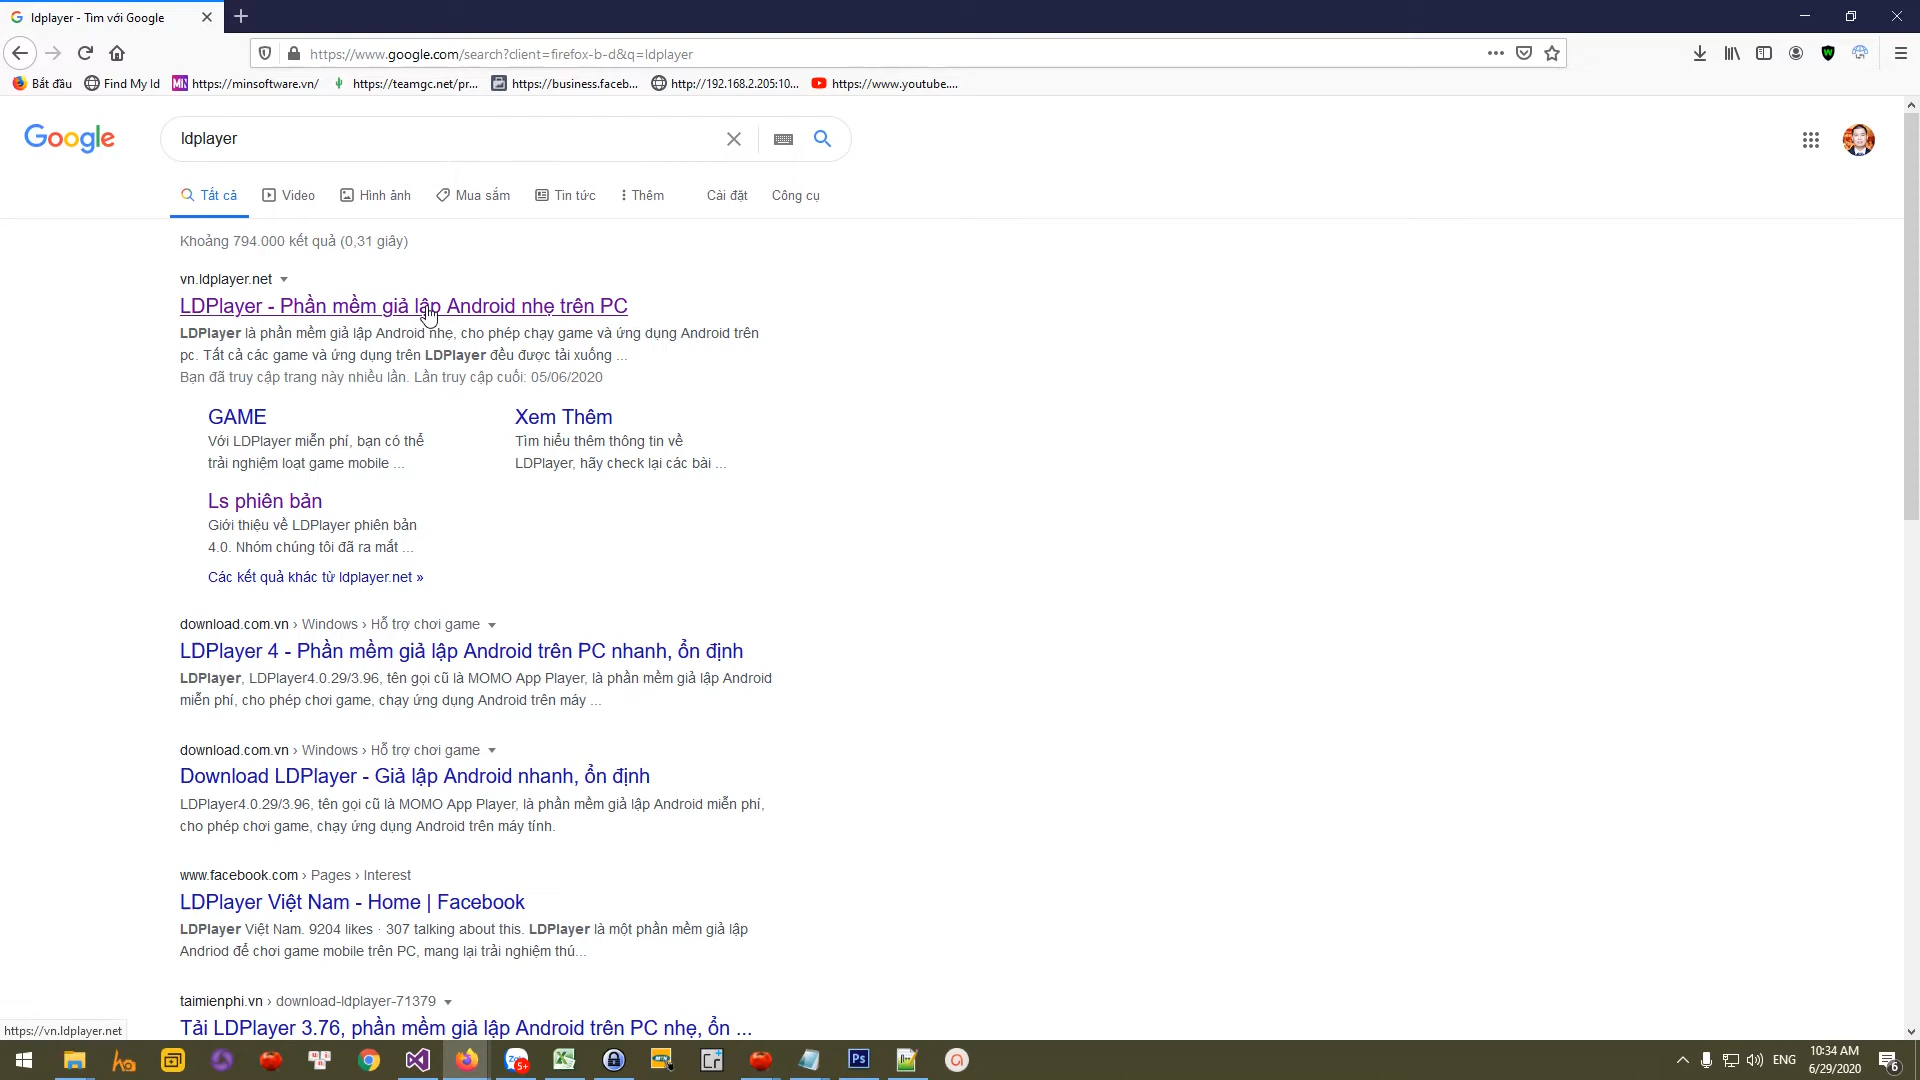 ldplayer - Tìm với Google
https://www.google.com/search?client=firefox-b-d&q=ldplayer
Bắt đầu
Find My Id
https://minsoftware.vn/
https://teamgc.net/pr...
https://business.faceb...
http://192.168.2.205:10...
https://www.youtube....
Google
ldplayer
Tất cả
Video
Hình ảnh
Mua sắm
Tin tức
Thêm
Cài đặt
Công cụ
Khoảng 794.000 kết quả (0,31 giây)
vn.ldplayer.net
LDPlayer - Phần mềm giả lập Android nhẹ trên PC
LDPlayer là phần mềm giả lập Android nhẹ, cho phép chạy game và ứng dụng Android trên
pc. Tất cả các game và ứng dụng trên LDPlayer đều được tải xuống ...
Bạn đã truy cập trang này nhiều lần. Lần truy cập cuối: 05/06/2020
GAME
Với LDPlayer miễn phí, bạn có thể
trải nghiệm loạt game mobile ...
Xem Thêm
Tìm hiểu thêm thông tin về
LDPlayer, hãy check lại các bài ...
Ls phiên bản
Giới thiệu về LDPlayer phiên bản
4.0. Nhóm chúng tôi đã ra mắt ...
Các kết quả khác từ ldplayer.net »
download.com.vn › Windows › Hỗ trợ chơi game
LDPlayer 4 - Phần mềm giả lập Android trên PC nhanh, ổn định
LDPlayer, LDPlayer4.0.29/3.96, tên gọi cũ là MOMO App Player, là phần mềm giả lập Android
miễn phí, cho phép chơi game, chạy ứng dụng Android trên máy ...
download.com.vn › Windows › Hỗ trợ chơi game
Download LDPlayer - Giả lập Android nhanh, ổn định
LDPlayer4.0.29/3.96, tên gọi cũ là MOMO App Player, là phần mềm giả lập Android miễn phí,
cho phép chơi game, chạy ứng dụng Android trên máy tính.
www.facebook.com › Pages › Interest
LDPlayer Việt Nam - Home | Facebook
LDPlayer Việt Nam. 9204 likes · 307 talking about this. LDPlayer là một phần mềm giả lập
Andriod để chơi game mobile trên PC, mang lại trải nghiệm thú...
taimienphi.vn › download-ldplayer-71379
Tải LDPlayer 3.76, phần mềm giả lập Android trên PC nhẹ, ổn ...
https://vn.ldplayer.net
ENG
10:34 AM
6/29/2020
6